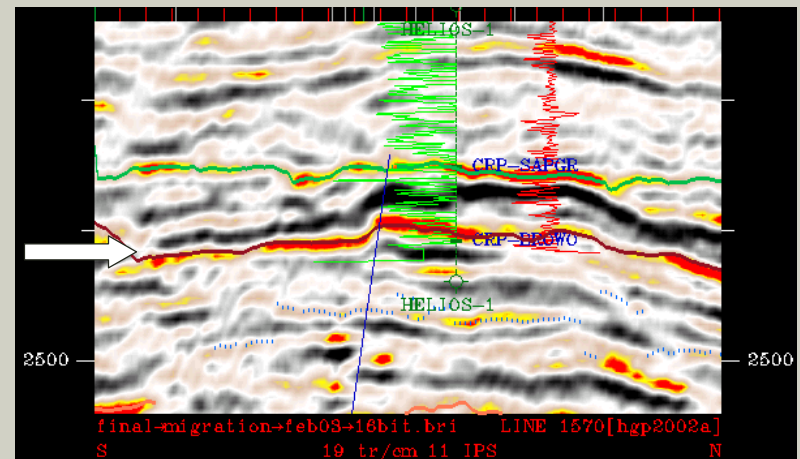 HELIOS-1
CRP-SAPGR
CRP-BROWO
HELIOS-1
2500
2500
final→migration→feb03→16bit.bri LINE 1570[hgp2002a]
S 19 tr/cm 11 IPS N